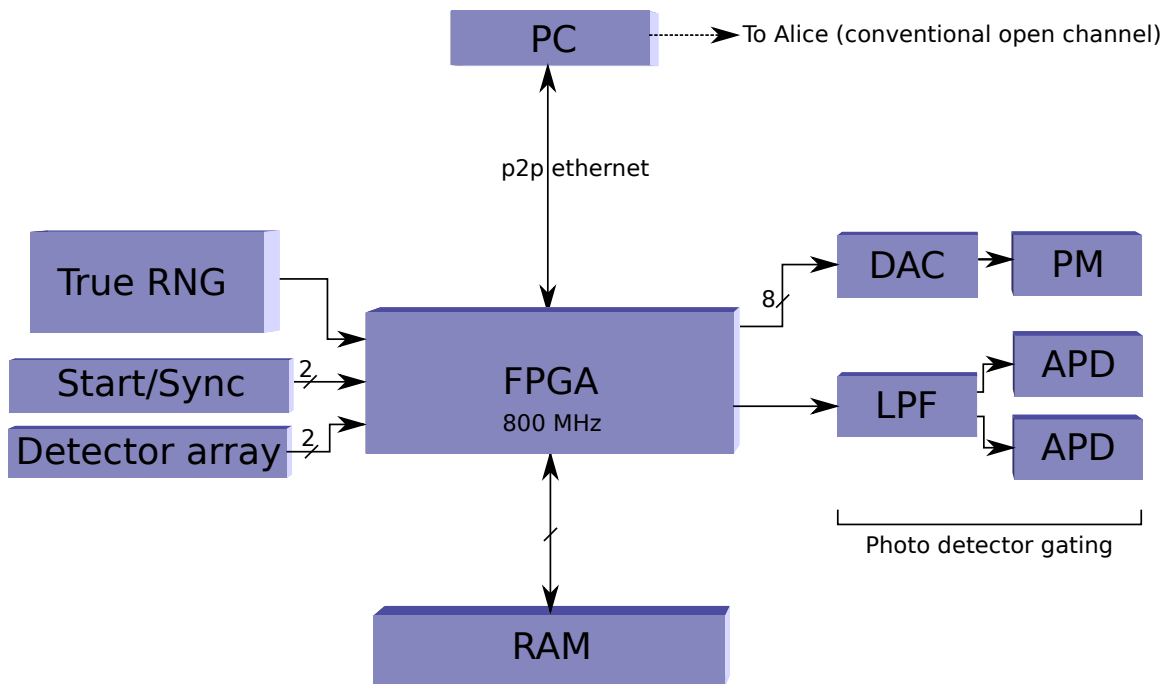 PC
To Alice (conventional open channel)
p2p ethernet
True RNG
DAC
PM
8
Start/Sync
2
FPGA
800 MHz
APD
LPF
Detector array
2
APD
Photo detector gating
RAM